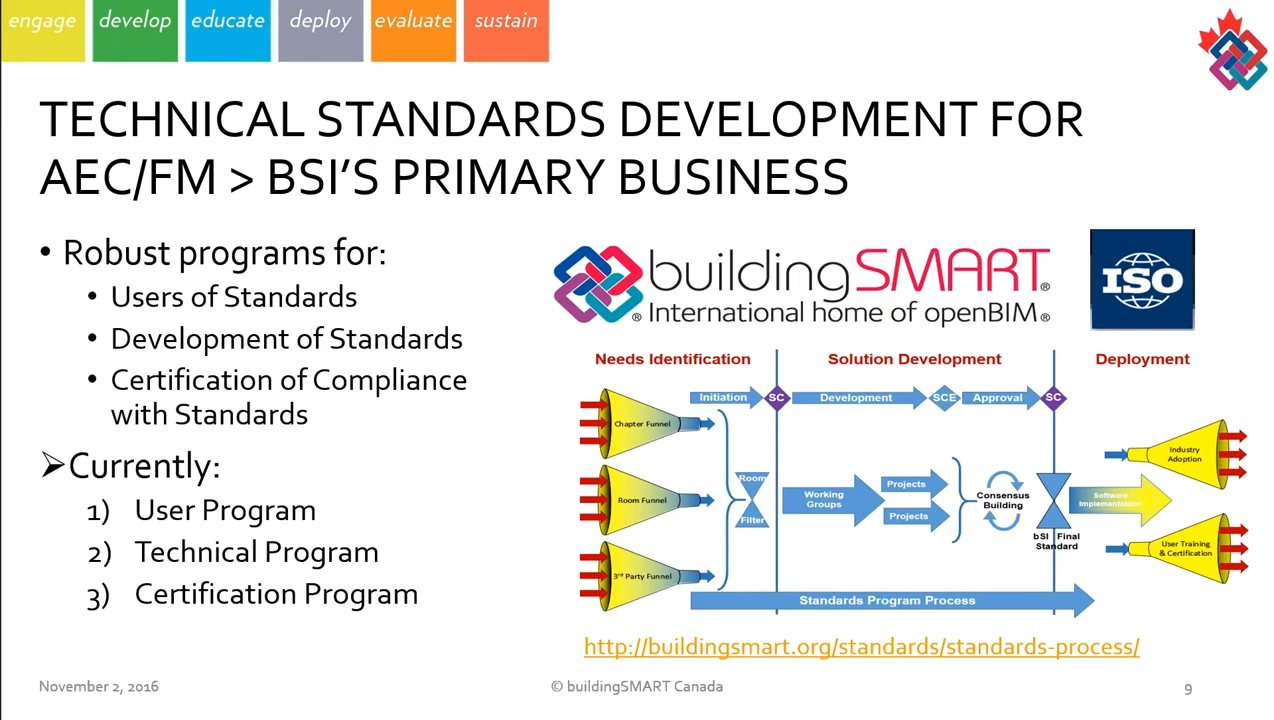 engage develop educate deploy evaluate sustain
TECHNICAL STANDARDS DEVELOPMENT FOR
AEC/FM > BSI’S PRIMARY BUSINESS
• Robust programs for:
• Users of Standards
• Development of Standards
• Certification of Compliance
with Standards
➢Currently:
1) User Program
2) Technical Program
3) Certification Program
buildingSMART®
® International home of openBIM®
ISO
Needs Identification Solution Development Deployment
Initiation SC Development SCE Approval SC
Chapter Funnel
Room Funnel
3rd Party Funnel
Room
Filter
Working
Groups
Projects
Projects
Consensus
Building
bSI Final
Standard
Software
Implementation
Industry
Adoption
User Training
& Certification
Standards Program Process
http://buildingsmart.org/standards/standards-process/
November 2, 2016 © buildingSMART Canada 9